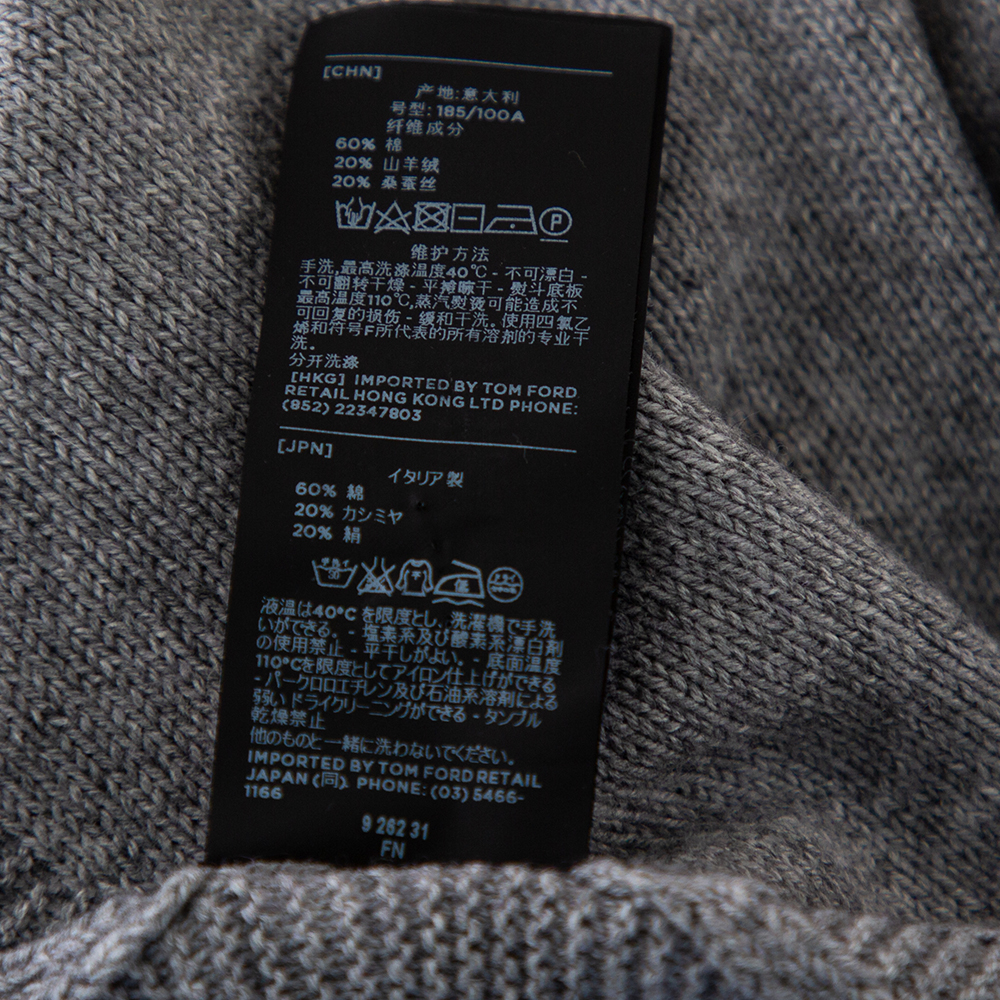 [CHN]
产地:意大利
号型:185/100A
纤维成分
60% 棉
20% 山羊绒
20% 桑蚕丝
P
维护方法
手洗,最高洗涤温度40℃ - 不可漂白 -
不可翻转干燥 - 平摊晾干 - 熨斗底板
最高温度110℃,蒸汽熨烫可能造成不
可回复的损伤 - 缓和干洗。使用四氯乙
烯和符号F所代表的所有溶剂的专业干
洗。
分开洗涤
[HKG] IMPORTED BY TOM FORD
RETAIL HONG KONG LTD PHONE:
(852) 22347803
[JPN]
イタリア製
60% 綿
20% カシミヤ
20% 絹
液温は40°C を限度とし、洗濯機で手洗
いができる。 - 塩素系及び酸素系漂白剤
の使用禁止 - 平干しがよい。 - 底面温度
110°Cを限度としてアイロン仕上げができる
- パークロロエチレン及び石油系溶剤による
弱い ドライクリーニングができる - タンブル
乾燥禁止
他のものと一緒に洗わないでください。
IMPORTED BY TOM FORD RETAIL
JAPAN (同). PHONE: (03) 5466-
1166
9 262 31
FN